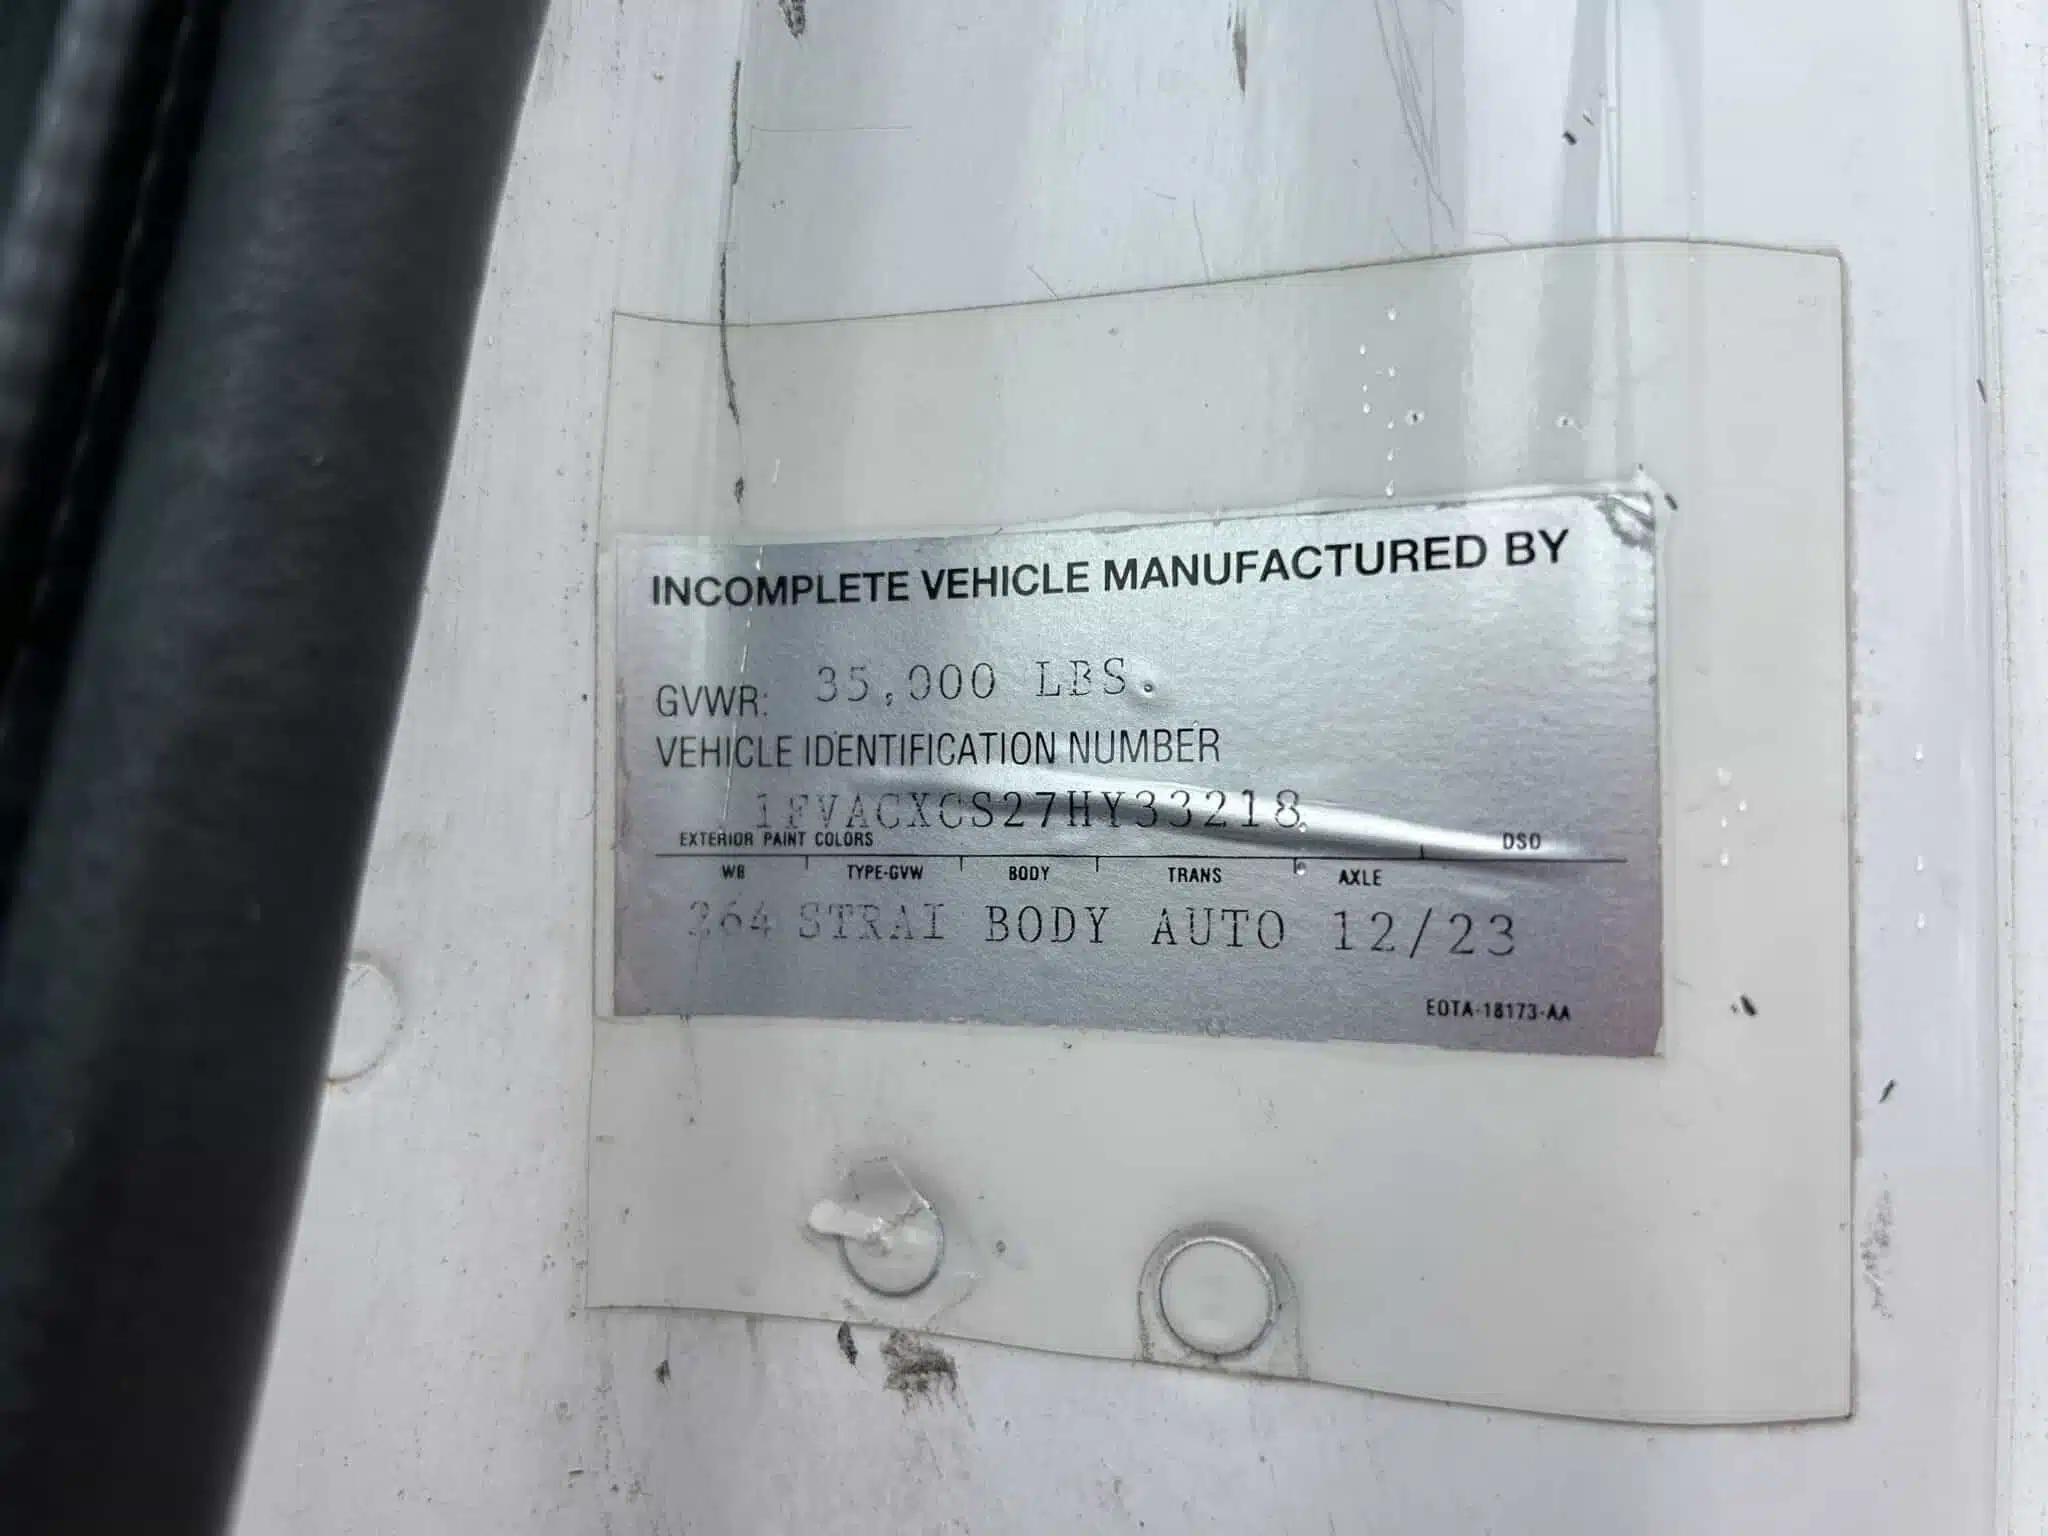 INCOMPLETE VEHICLE MANUFACTURED BY
GVWR: 35,000 LBS.
VEHICLE IDENTIFICATION NUMBER
1FVACXCS27HY33218
EXTERIOR PAINT COLORS DSO
WB TYPE-GVW BODY TRANS AXLE
264 STRAI BODY AUTO 12/23
EOTA-18173-AA